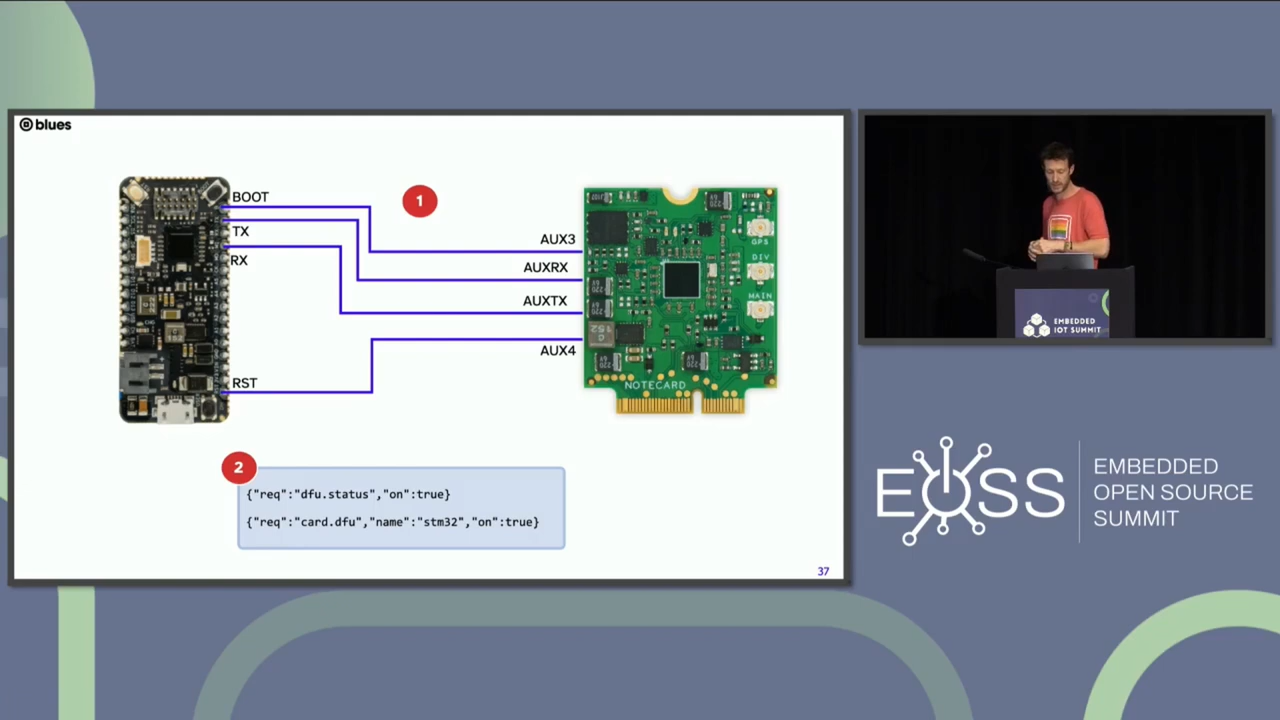 blues
BOOT
TX
RX
RST
1
AUX3
AUXRX
AUXTX
AUX4
GPS
DIV
MAIN
NOTECARD
2
{"req":"dfu.status","on":true}
{"req":"card.dfu","name":"stm32","on":true}
37
EMBEDDED
IOT SUMMIT
EOSS
EMBEDDED
OPEN SOURCE
SUMMIT